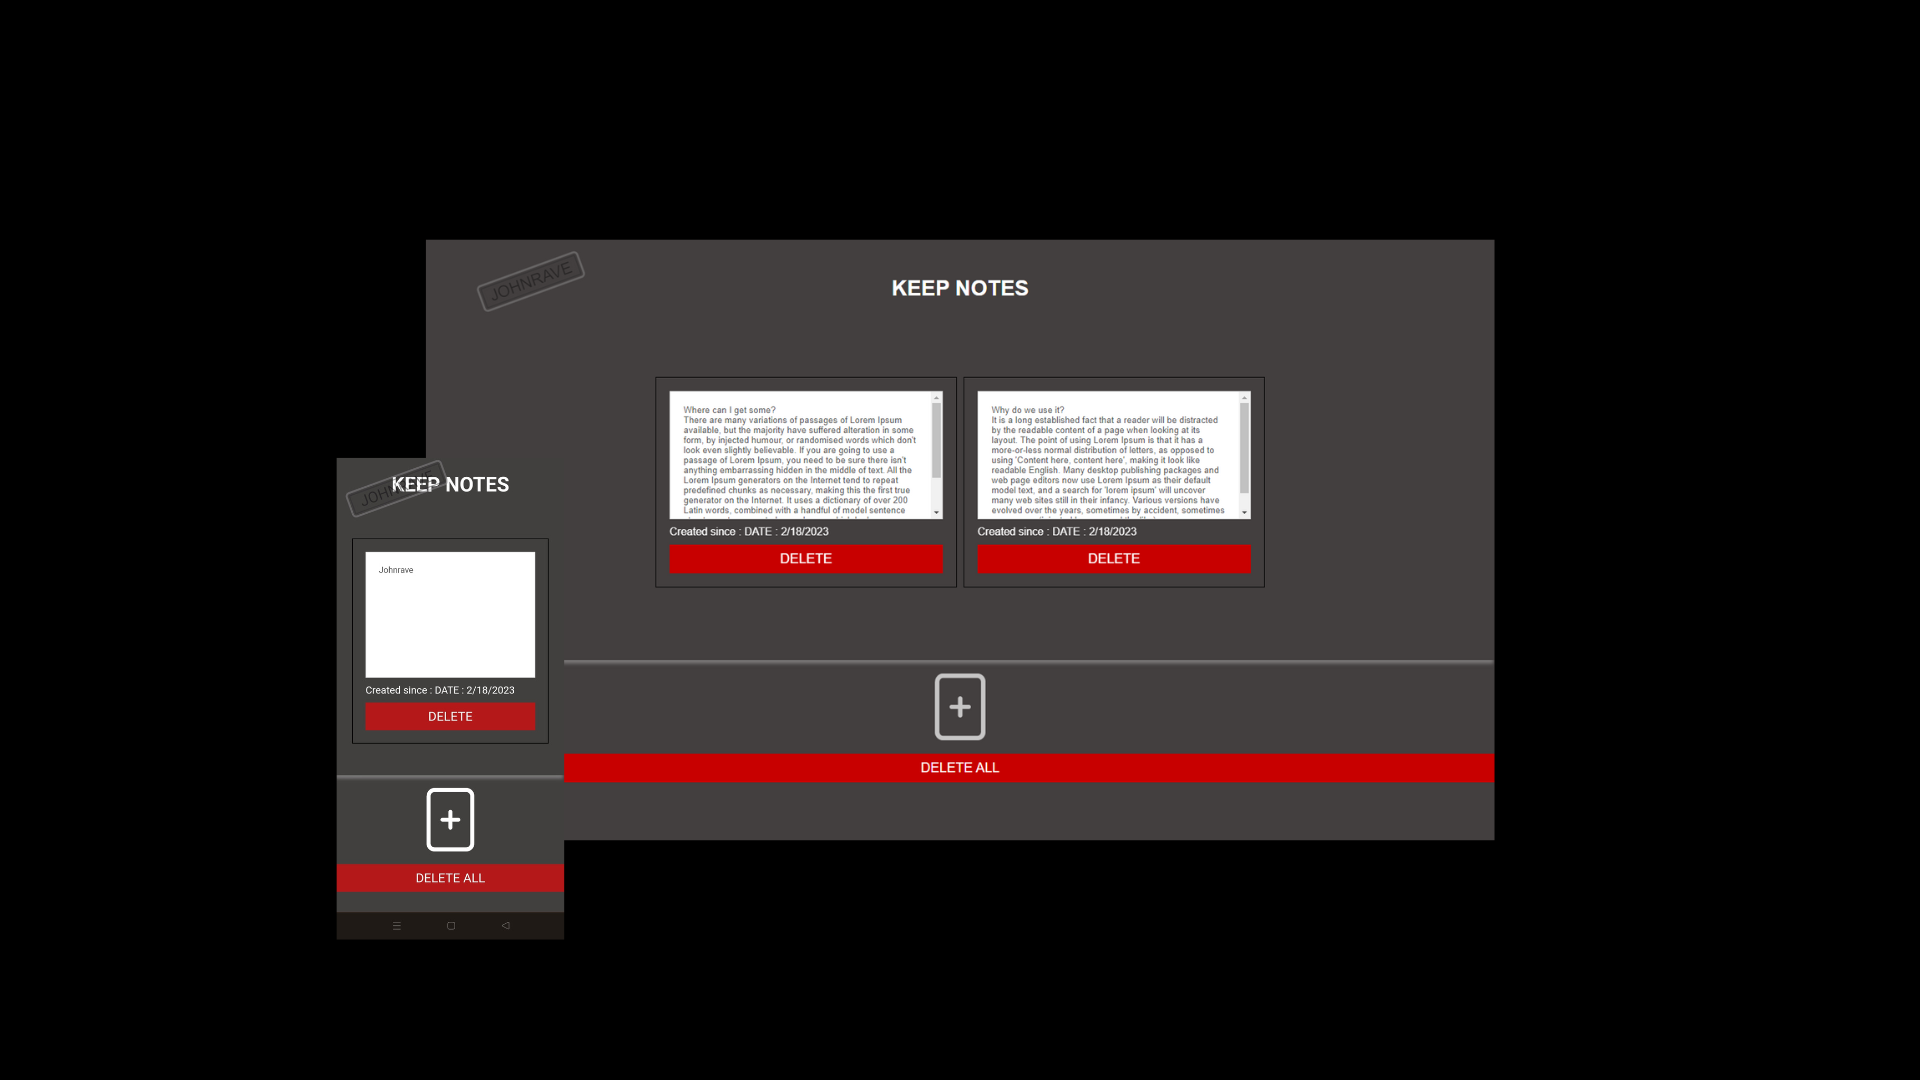 JOHNRAVE
KEEP NOTES
Where can I get some?
There are many variations of passages of Lorem Ipsum
available, but the majority have suffered alteration in some
form, by injected humour, or randomised words which don't
look even slightly believable. If you are going to use a
passage of Lorem Ipsum, you need to be sure there isn't
anything embarrassing hidden in the middle of text. All the
Lorem Ipsum generators on the Internet tend to repeat
predefined chunks as necessary, making this the first true
generator on the Internet. It uses a dictionary of over 200
Latin words, combined with a handful of model sentence
Created since : DATE : 2/18/2023
DELETE
Why do we use it?
It is a long established fact that a reader will be distracted
by the readable content of a page when looking at its
layout. The point of using Lorem Ipsum is that it has a
more-or-less normal distribution of letters, as opposed to
using 'Content here, content here', making it look like
readable English. Many desktop publishing packages and
web page editors now use Lorem Ipsum as their default
model text, and a search for 'lorem ipsum' will uncover
many web sites still in their infancy. Various versions have
evolved over the years, sometimes by accident, sometimes
Created since : DATE : 2/18/2023
DELETE
DELETE ALL
KEEP NOTES
Johnrave
Created since : DATE : 2/18/2023
DELETE
DELETE ALL